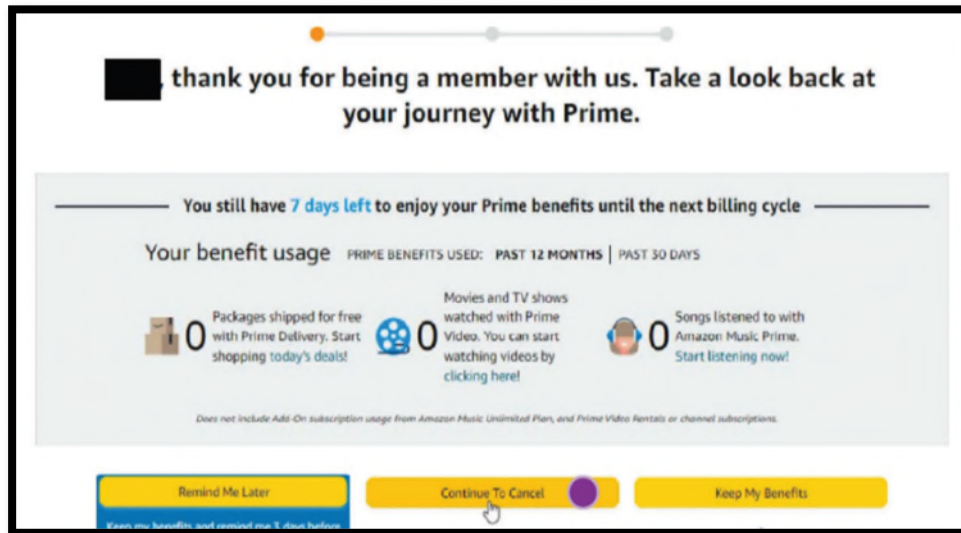 , thank you for being a member with us. Take a look back at
your journey with Prime.
You still have 7 days left to enjoy your Prime benefits until the next billing cycle
Your benefit usage PRIME BENEFITS USED: PAST 12 MONTHS | PAST 30 DAYS
0
Packages shipped for free
with Prime Delivery. Start
shopping today's deals!
0
Movies and TV shows
watched with Prime
Video. You can start
watching videos by
clicking here!
0
Songs listened to with
Amazon Music Prime.
Start listening now!
Does not include Add-On subscription usage from Amazon Music Unlimited Plan, and Prime Video Rentals or channel subscriptions.
Remind Me Later
Continue To Cancel
Keep My Benefits
Keep my benefits and remind me 3 days before